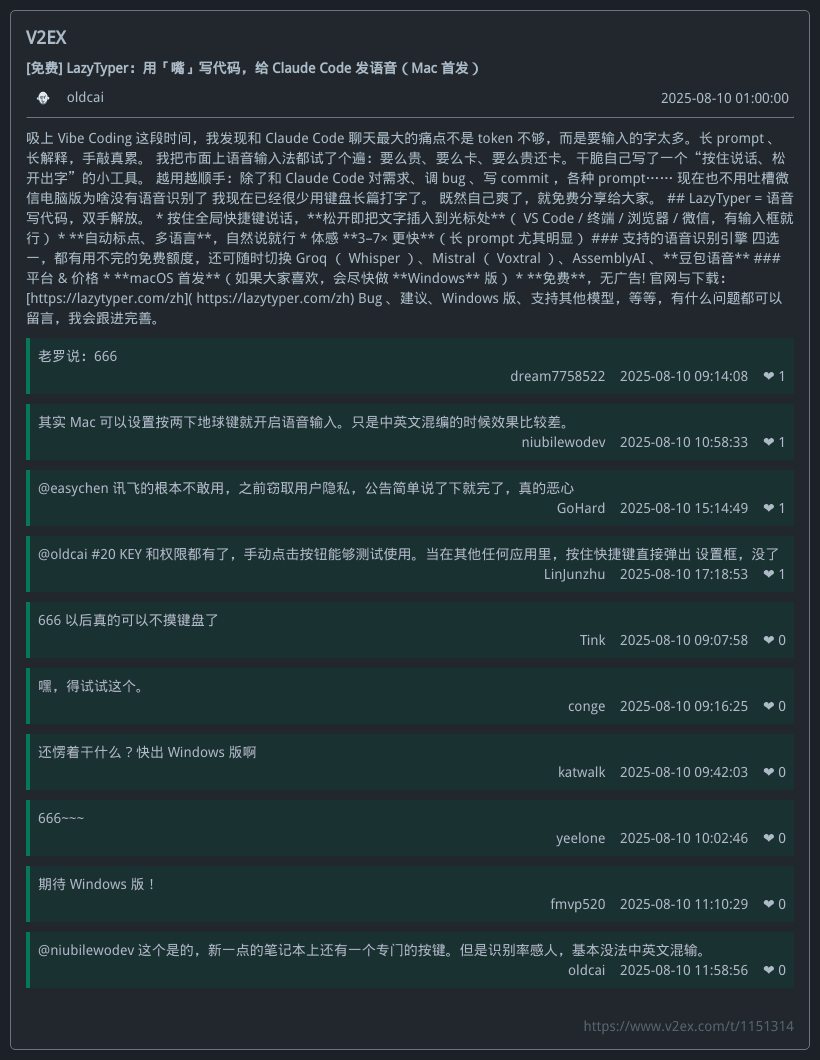 V2EX
[免费] LazyTyper：用「嘴」写代码，给 Claude Code 发语音（ Mac 首发）
oldcai
2025-08-10 01:00:00
吸上 Vibe Coding 这段时间，我发现和 Claude Code 聊天最大的痛点不是 token 不够，而是要输入的字太多。长 prompt 、
长解释，手敲真累。 我把市面上语音输入法都试了个遍：要么贵、要么卡、要么贵还卡。干脆自己写了一个“按住说话、松
开出字”的小工具。 越用越顺手：除了和 Claude Code 对需求、调 bug 、写 commit ，各种 prompt…… 现在也不用吐槽微
信电脑版为啥没有语音识别了 我现在已经很少用键盘长篇打字了。 既然自己爽了，就免费分享给大家。 ## LazyTyper = 语音
写代码，双手解放。 * 按住全局快捷键说话，**松开即把文字插入到光标处**（ VS Code / 终端 / 浏览器 / 微信，有输入框就
行） * **自动标点、多语言**，自然说就行 * 体感 **3–7× 更快**（ 长 prompt 尤其明显） ### 支持的语音识别引擎 四选
一，都有用不完的免费额度，还可随时切换 Groq （ Whisper ）、Mistral （ Voxtral ）、AssemblyAI 、**豆包语音** ###
平台 & 价格 * **macOS 首发**（ 如果大家喜欢，会尽快做 **Windows** 版） * **免费**，无广告! 官网与下载：
[https://lazytyper.com/zh]( https://lazytyper.com/zh) Bug 、建议、Windows 版、支持其他模型，等等，有什么问题都可以
留言，我会跟进完善。
老罗说：666
dream7758522 2025-08-10 09:14:08 ❤ 1
其实 Mac 可以设置按两下地球键就开启语音输入。只是中英文混编的时候效果比较差。
niubilewodev 2025-08-10 10:58:33 ❤ 1
@easychen 讯飞的根本不敢用，之前窃取用户隐私，公告简单说了下就完了，真的恶心
GoHard 2025-08-10 15:14:49 ❤ 1
@oldcai #20 KEY 和权限都有了，手动点击按钮能够测试使用。当在其他任何应用里，按住快捷键直接弹出 设置框，没了
LinJunzhu 2025-08-10 17:18:53 ❤ 1
666 以后真的可以不摸键盘了
Tink 2025-08-10 09:07:58 ❤ 0
嘿，得试试这个。
conge 2025-08-10 09:16:25 ❤ 0
还愣着干什么？快出 Windows 版啊
katwalk 2025-08-10 09:42:03 ❤ 0
666~~~
yeelone 2025-08-10 10:02:46 ❤ 0
期待 Windows 版！
fmvp520 2025-08-10 11:10:29 ❤ 0
@niubilewodev 这个是的，新一点的笔记本上还有一个专门的按键。但是识别率感人，基本没法中英文混输。
oldcai 2025-08-10 11:58:56 ❤ 0
https://www.v2ex.com/t/1151314